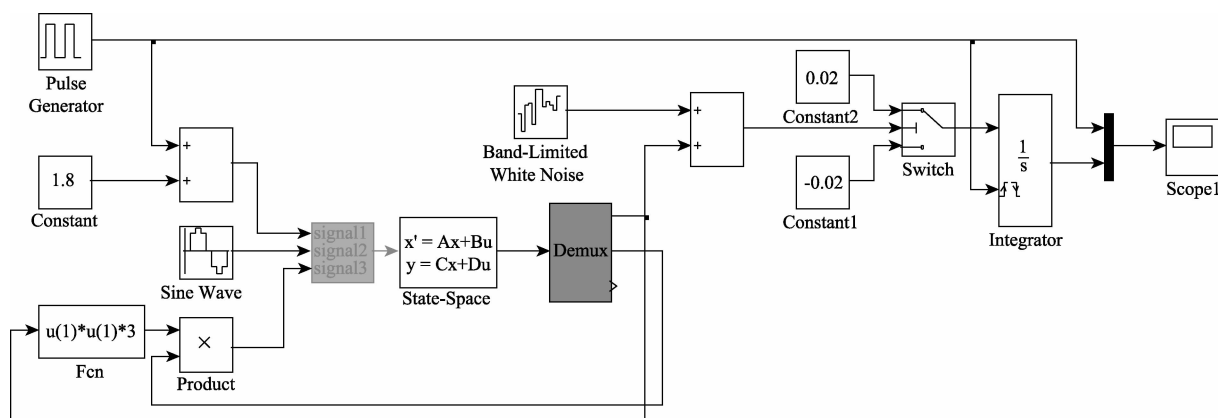 Pulse
Generator
+
+
1.8
Constant
Sine Wave
u(1)*u(1)*3
Fcn
×
Product
signal1
signal2
signal3
x' = Ax+Bu
y = Cx+Du
State-Space
Demux
Band-Limited
White Noise
+
+
0.02
Constant2
-0.02
Constant1
Switch
1
s
Integrator
Scope1